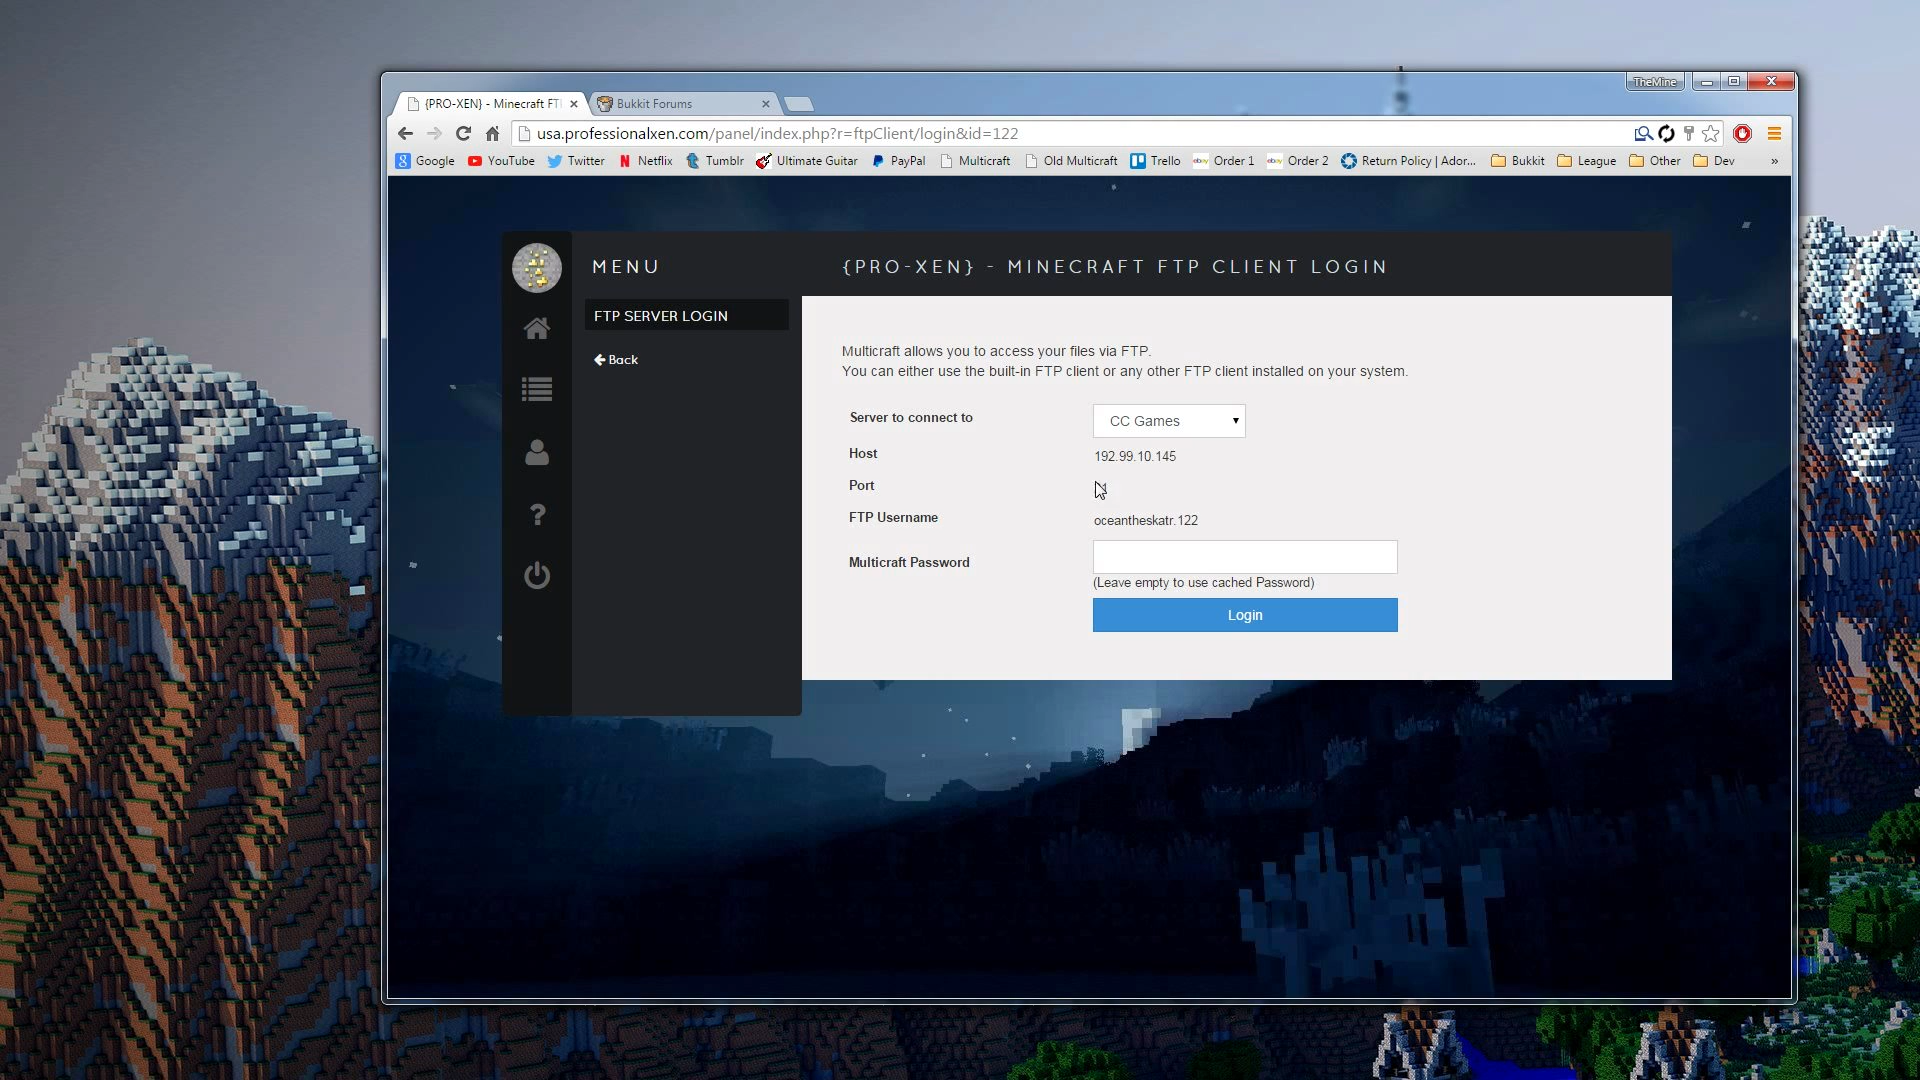 TheMine
{PRO-XEN} - Minecraft FT
Bukkit Forums
usa.professionalxen.com/panel/index.php?r=ftpClient/login&id=122
Google YouTube Twitter Netflix Tumblr Ultimate Guitar PayPal Multicraft Old Multicraft Trello Order 1 Order 2 Return Policy | Ador... Bukkit League Other Dev »
MENU
{PRO-XEN} - MINECRAFT FTP CLIENT LOGIN
FTP SERVER LOGIN
Back
Multicraft allows you to access your files via FTP.
You can either use the built-in FTP client or any other FTP client installed on your system.
Server to connect to CC Games
Host 192.99.10.145
Port
FTP Username oceantheskatr.122
Multicraft Password
(Leave empty to use cached Password)
Login